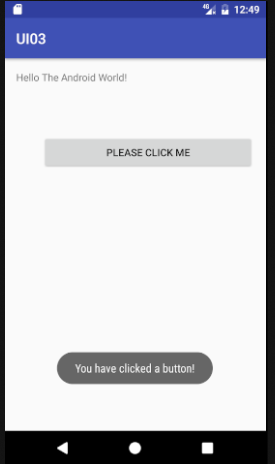 4G 12:49
UI03
Hello The Android World!
PLEASE CLICK ME
You have clicked a button!